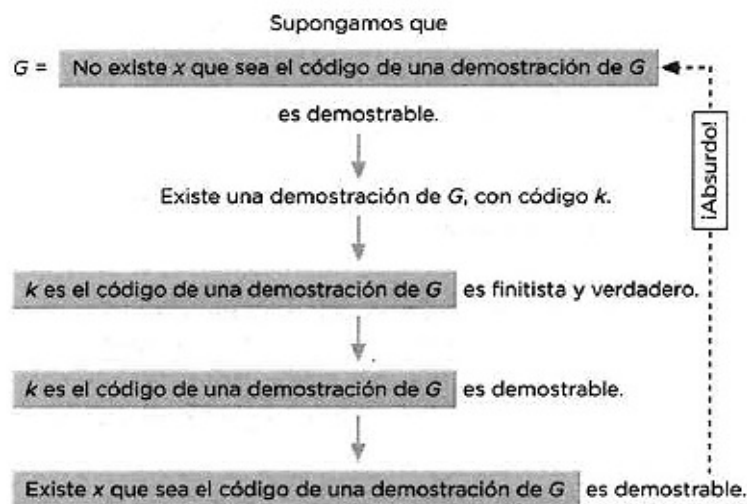 Supongamos que
G = No existe x que sea el código de una demostración de G
es demostrable.
¡Absurdo!
Existe una demostración de G, con código k.
k es el código de una demostración de G es finitista y verdadero.
k es el código de una demostración de G es demostrable.
Existe x que sea el código de una demostración de G es demostrable.